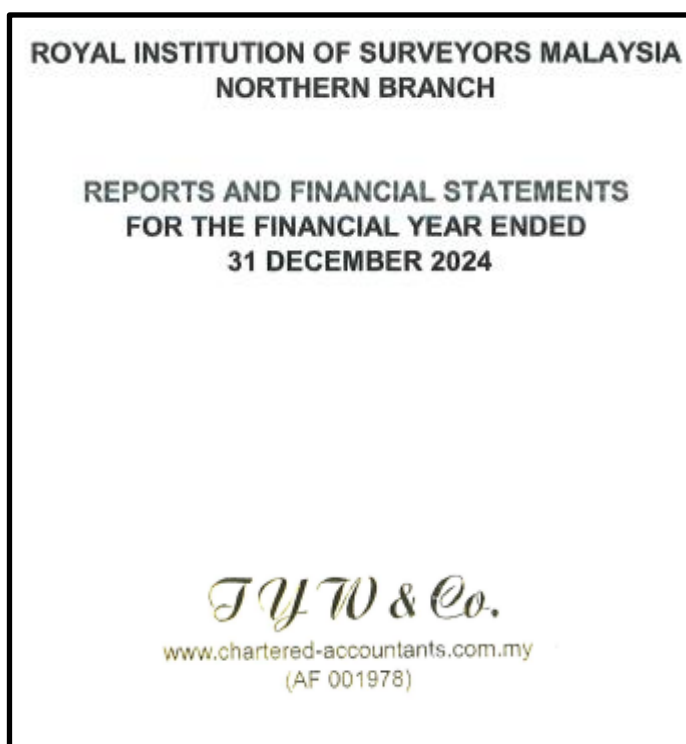 ROYAL INSTITUTION OF SURVEYORS MALAYSIA
NORTHERN BRANCH
REPORTS AND FINANCIAL STATEMENTS
FOR THE FINANCIAL YEAR ENDED
31 DECEMBER 2024
TYW & Co.
www.chartered-accountants.com.my
(AF 001978)